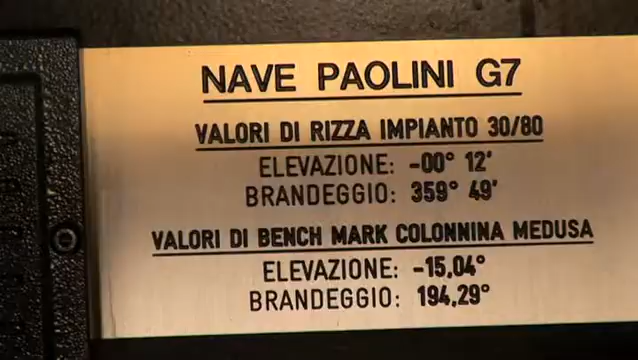 NAVE PAOLINI G7
VALORI DI RIZZA IMPIANTO 30/80
ELEVAZIONE: -00° 12'
BRANDEGGIO: 359° 49'
VALORI DI BENCH MARK COLONNINA MEDUSA
ELEVAZIONE: -15,04°
BRANDEGGIO: 194,29°